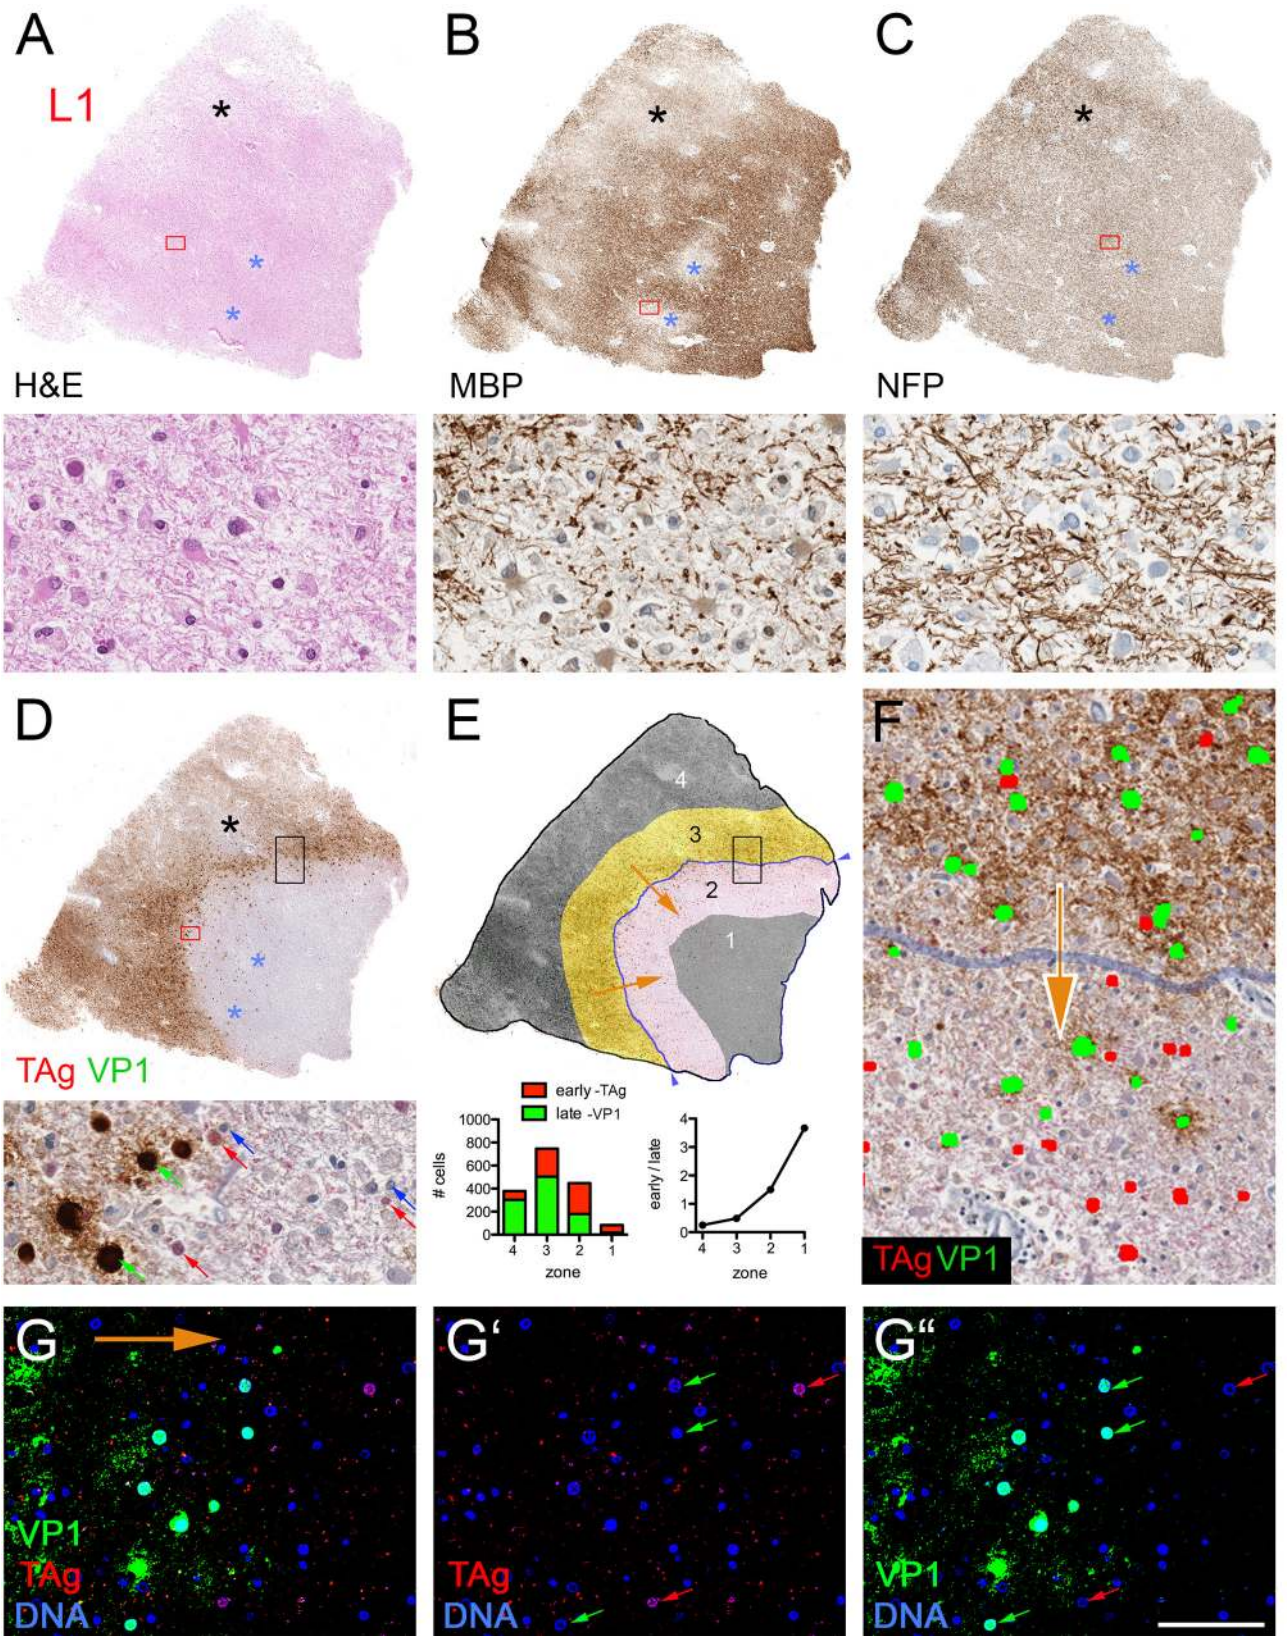 A
B
C
L1
*
*
*
*
*
*
*
*
*
H&E
MBP
NFP
D
E
F
*
*
*
4
3
2
1
TAg VP1
early -TAg
late -VP1
1000
800
600
400
200
0
# cells
4 3 2 1
zone
4
3
2
1
0
early / late
4 3 2 1
zone
TAg VP1
G
G'
G"
VP1
TAg
DNA
TAg
DNA
VP1
DNA